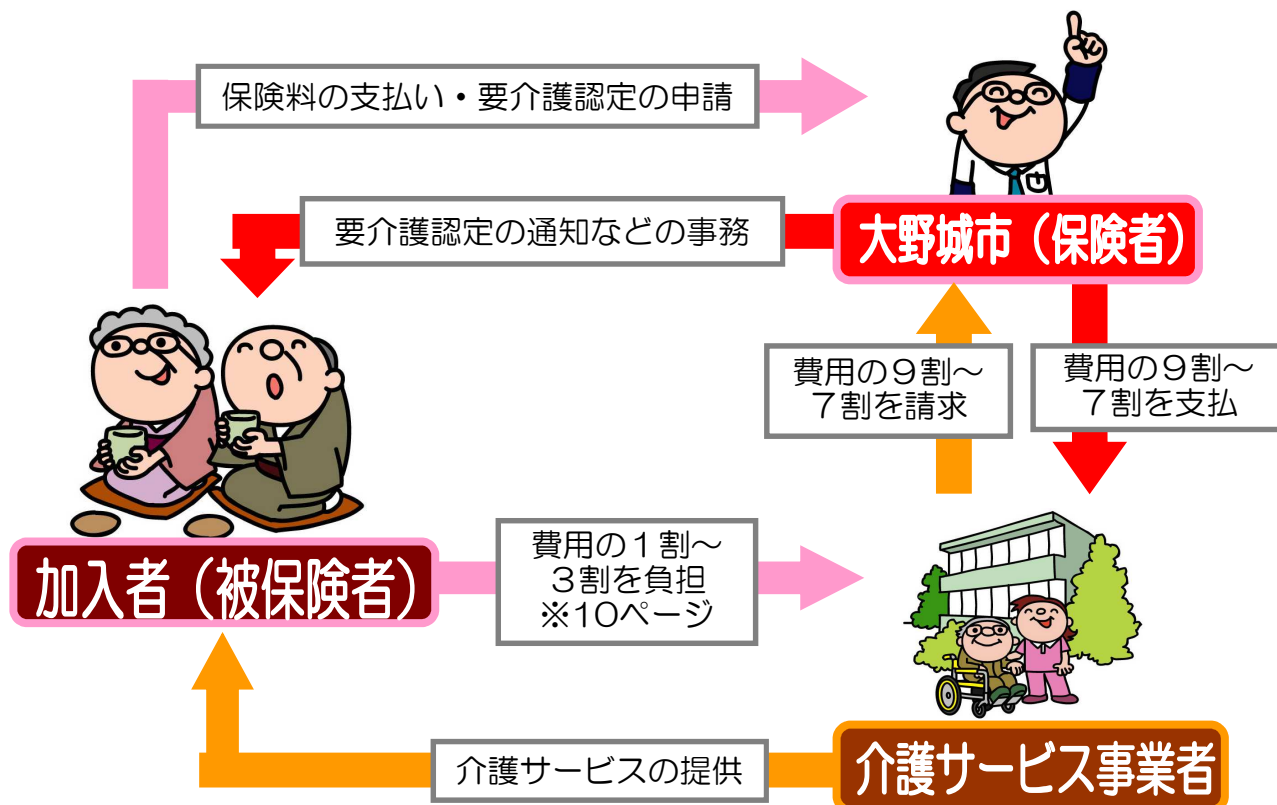 保険料の支払い・要介護認定の申請
要介護認定の通知などの事務
大野城市（保険者）
費用の９割～
７割を請求
費用の９割～
７割を支払
加入者（被保険者）
費用の１割～
３割を負担
※10ページ
介護サービスの提供
介護サービス事業者